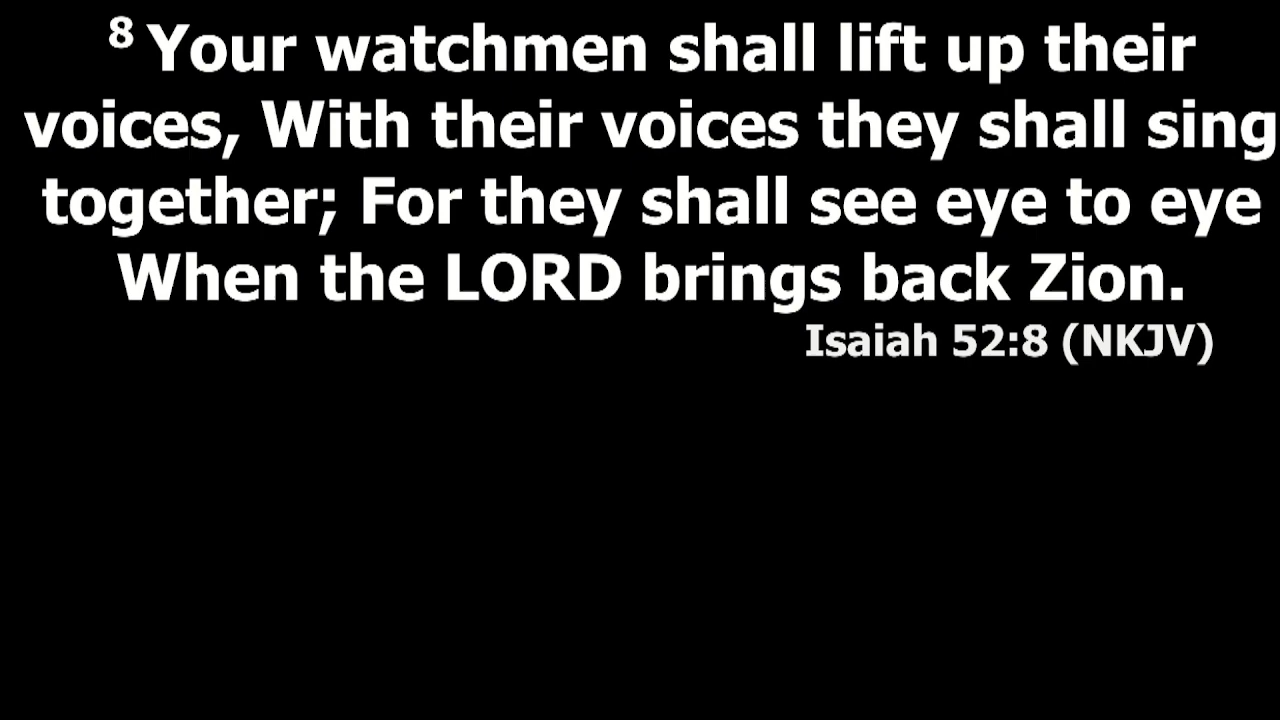 8 Your watchmen shall lift up their
voices, With their voices they shall sing
together; For they shall see eye to eye
When the LORD brings back Zion.
Isaiah 52:8 (NKJV)